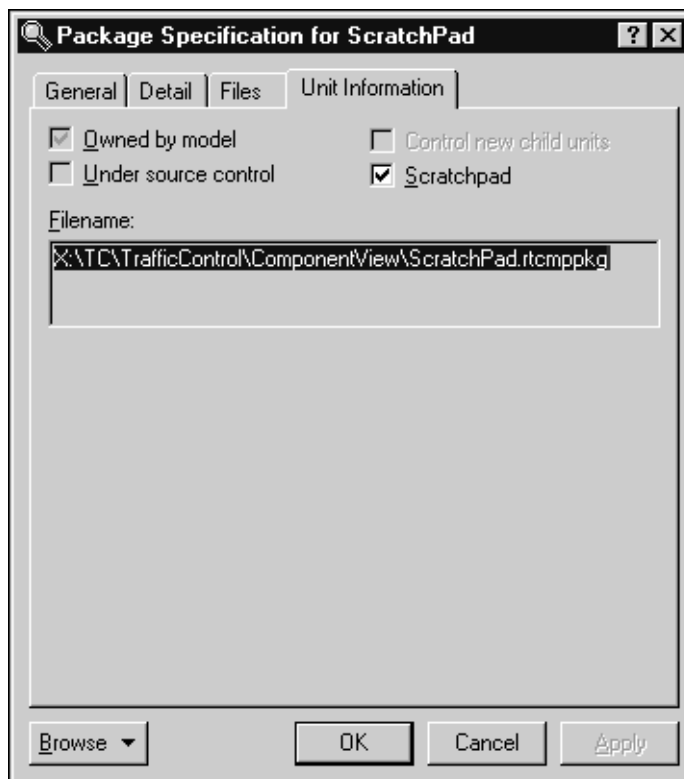 Package Specification for ScratchPad
General Detail Files Unit Information
Owned by model Control new child units
Under source control Scratchpad
Filename:
X:\TC\TrafficControl\ComponentView\ScratchPad.rtcmppkg
Browse OK Cancel Apply